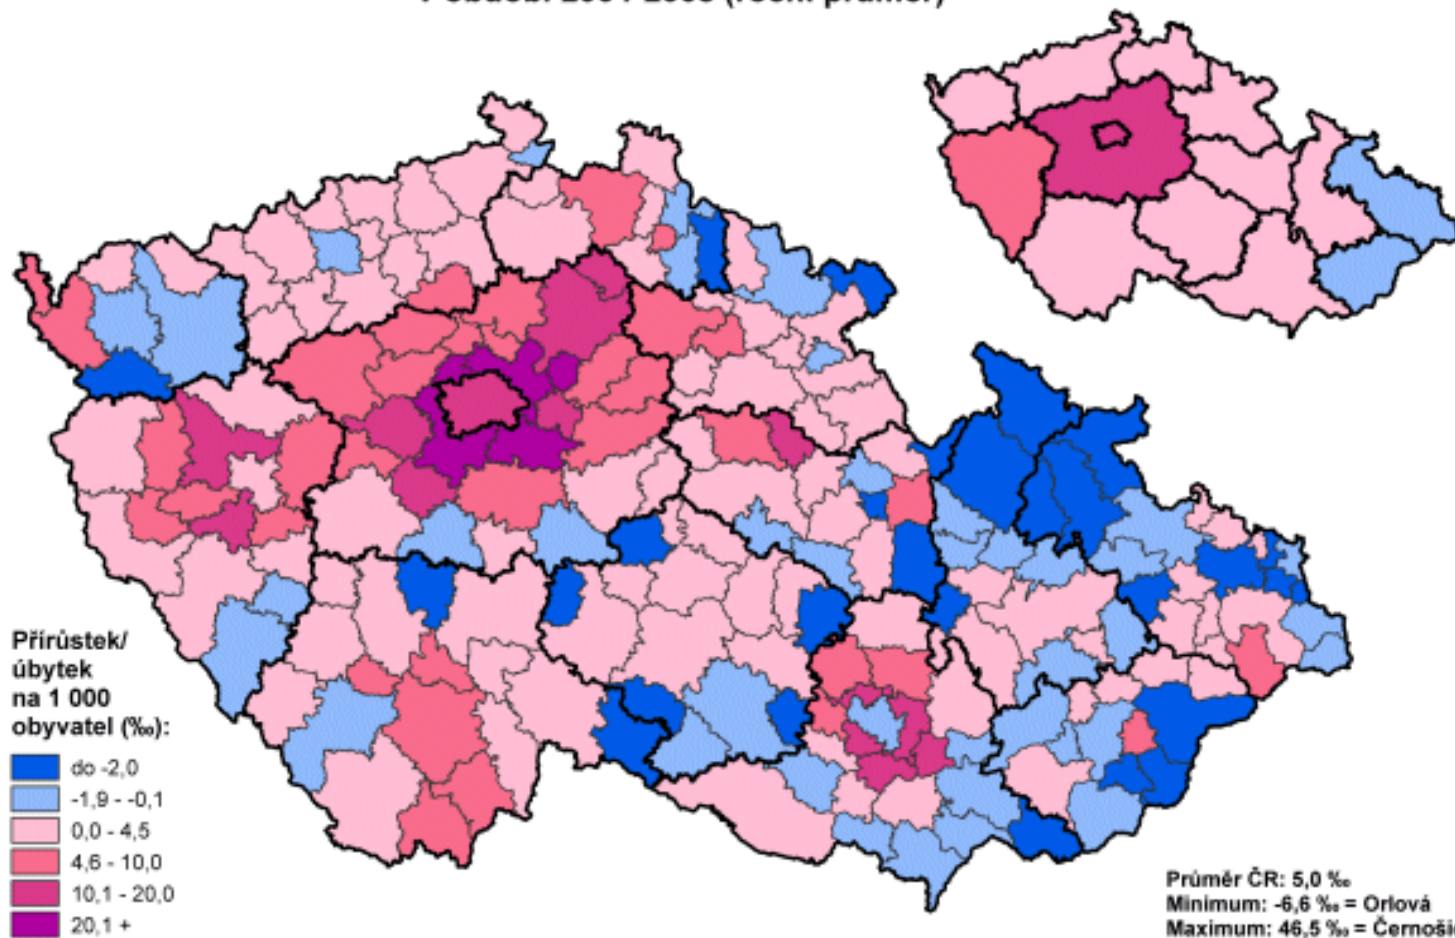 Přírůstek/
úbytek
na 1 000
obyvatel (‰):
do -2,0
-1,9 - -0,1
0,0 - 4,5
4,6 - 10,0
10,1 - 20,0
20,1 +
Průměr ČR: 5,0 ‰
Minimum: -6,6 ‰ = Orlová
Maximum: 46,5 ‰ =